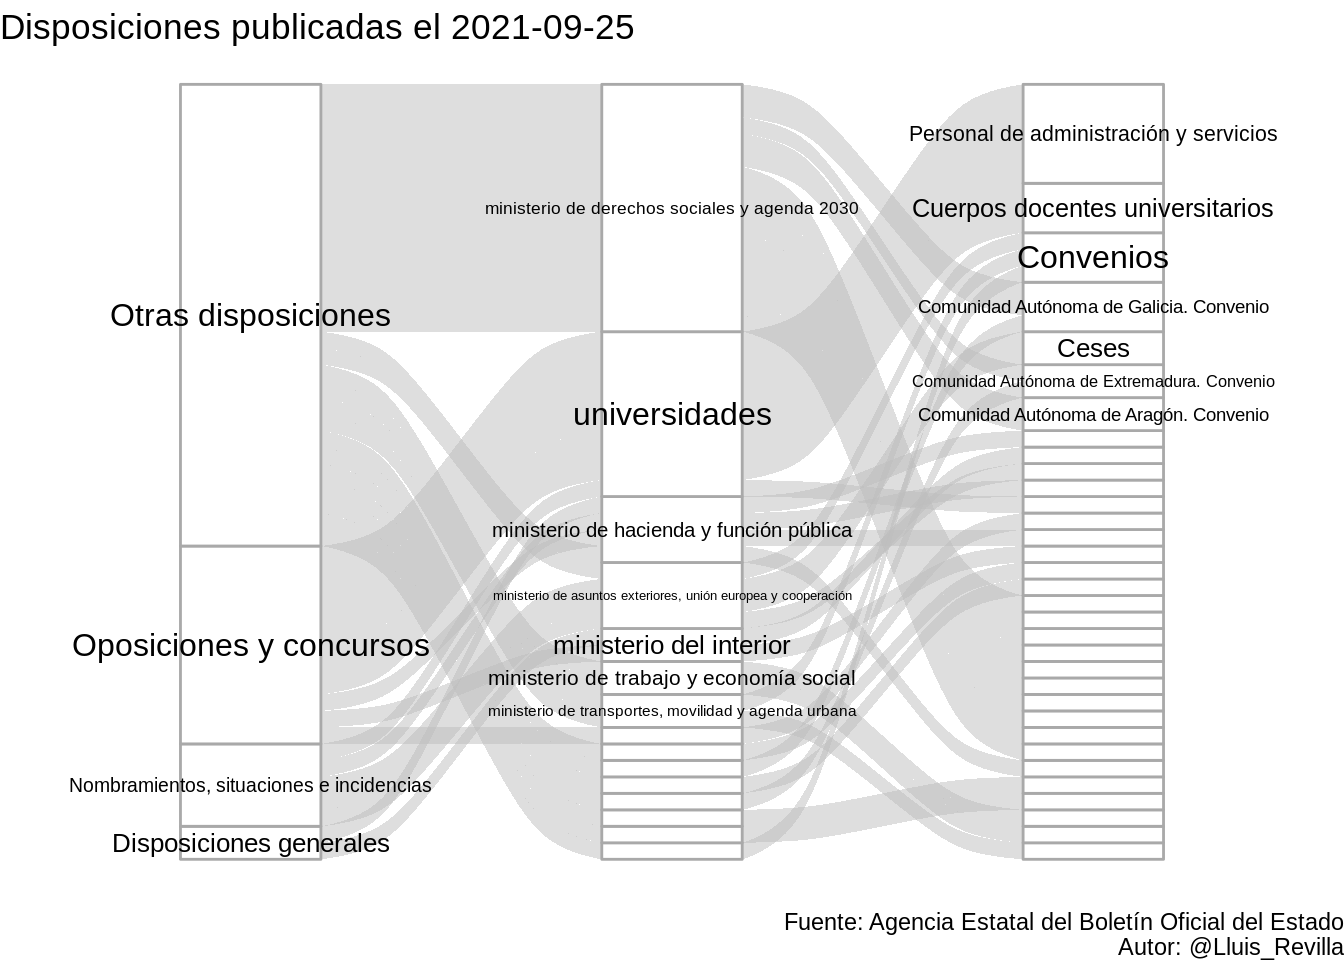 Disposiciones publicadas el 2021-09-25
Otras disposiciones
Oposiciones y concursos
Nombramientos, situaciones e incidencias
Disposiciones generales
ministerio de derechos sociales y agenda 2030
universidades
ministerio de hacienda y función pública
ministerio de asuntos exteriores, unión europea y cooperación
ministerio del interior
ministerio de trabajo y economía social
ministerio de transportes, movilidad y agenda urbana
Personal de administración y servicios
Cuerpos docentes universitarios
Convenios
Comunidad Autónoma de Galicia. Convenio
Ceses
Comunidad Autónoma de Extremadura. Convenio
Comunidad Autónoma de Aragón. Convenio
Fuente: Agencia Estatal del Boletín Oficial del Estado
Autor: @Lluis_Revilla